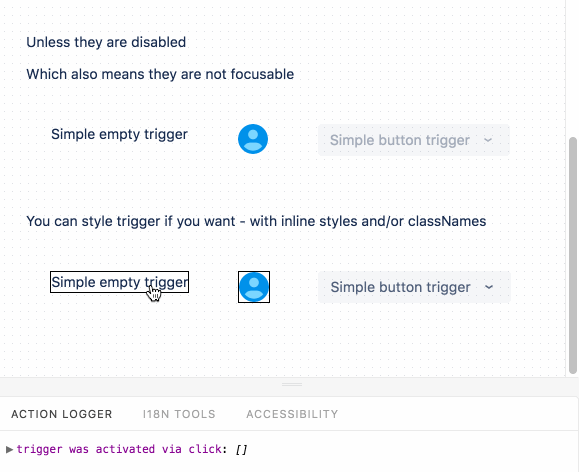 Unless they are disabled
Which also means they are not focusable
Simple empty trigger
Simple button trigger
You can style trigger if you want - with inline styles and/or classNames
Simple empty trigger
Simple button trigger
ACTION LOGGER
I18N TOOLS
ACCESSIBILITY
▶trigger was activated via click: []